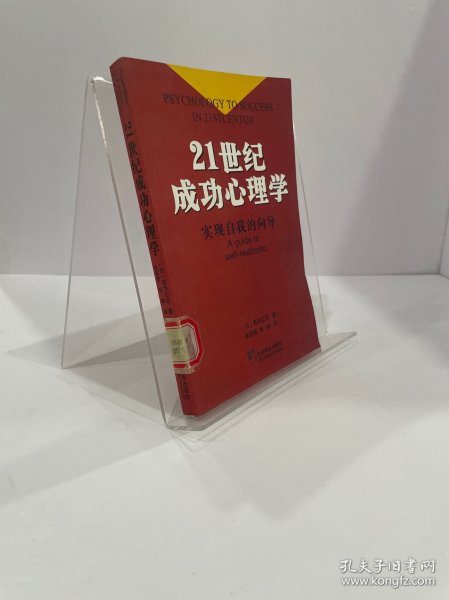 PSYCHOLOGY TO SUCCESS
IN 21STCENTUR
21世纪
成功心理学
实现自我的向导
A guide to
self-realizatio
21世纪成功心理学
孔夫子旧书网
www.kongfz.com